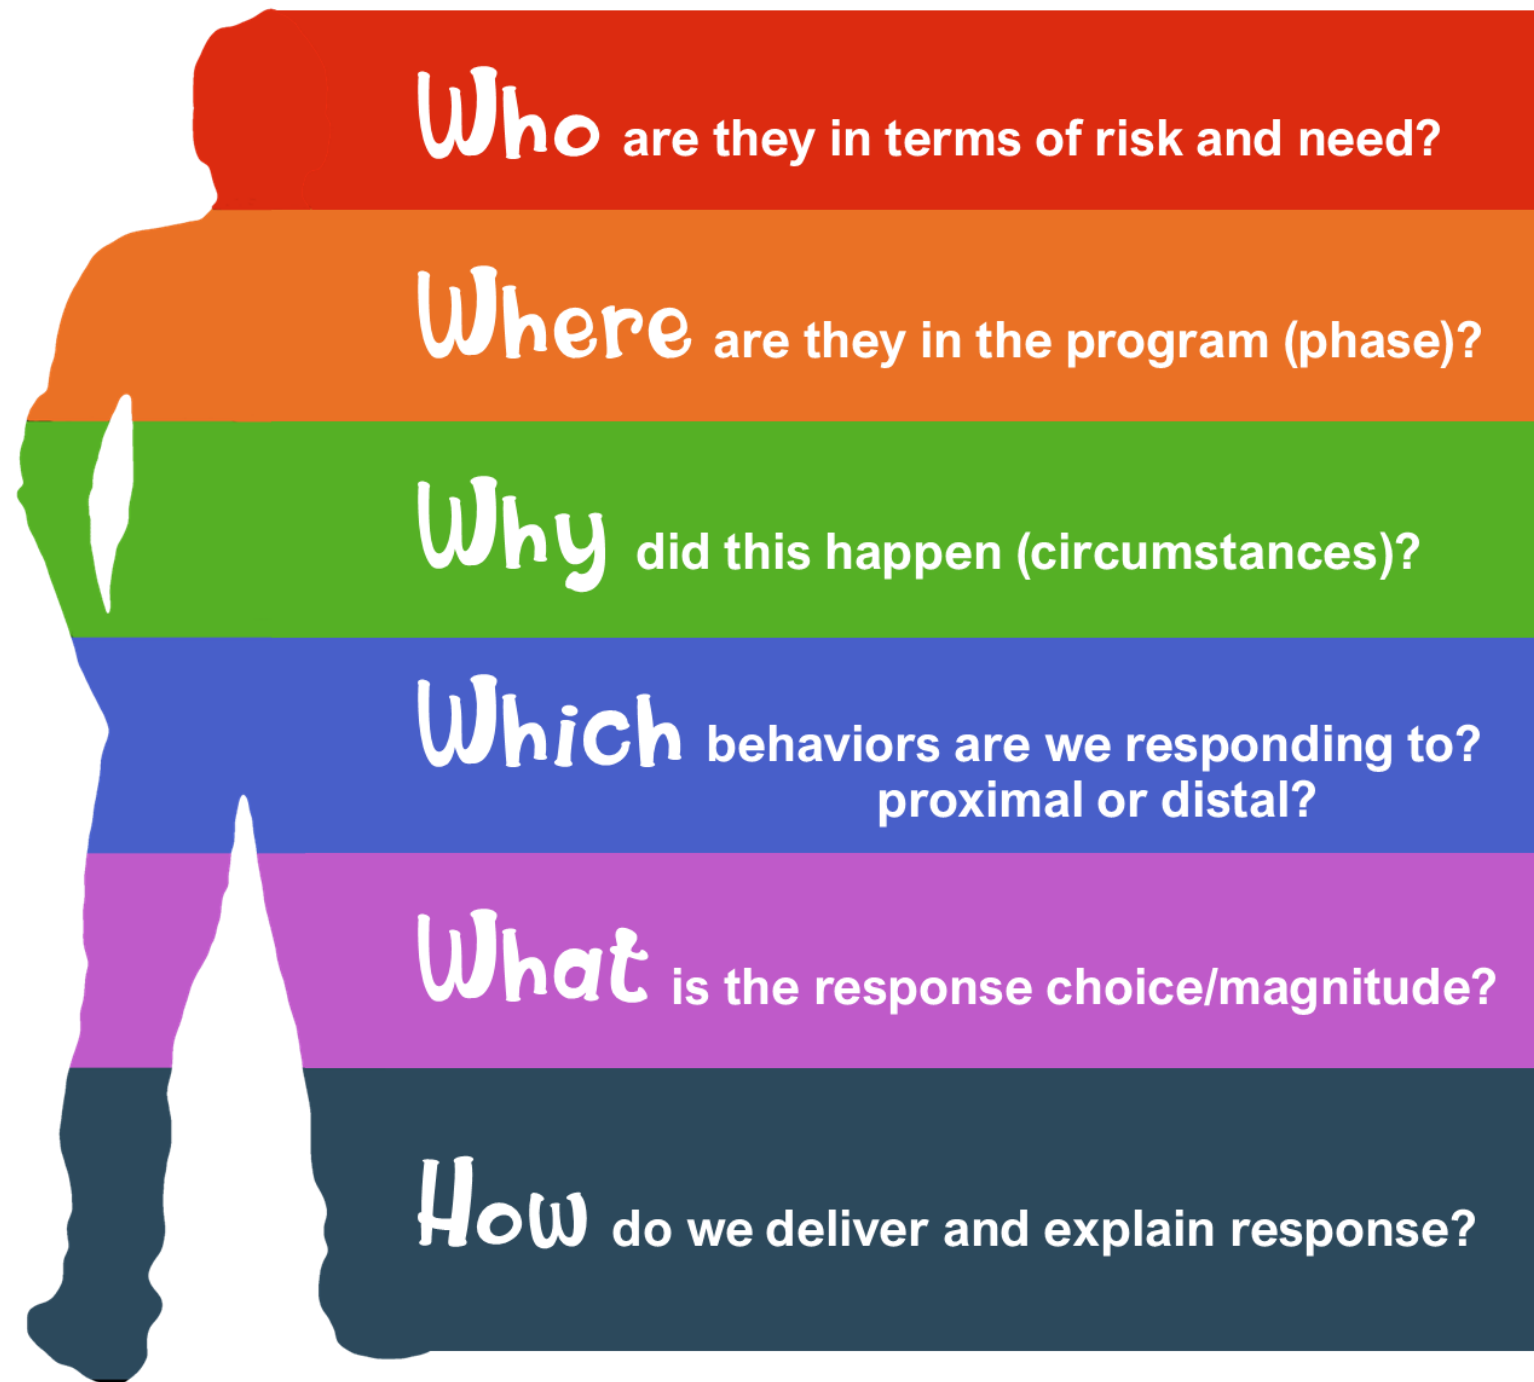 Who are they in terms of risk and need?
Where are they in the program (phase)?
Why did this happen (circumstances)?
Which behaviors are we responding to?
proximal or distal?
What is the response choice/magnitude?
How do we deliver and explain response?